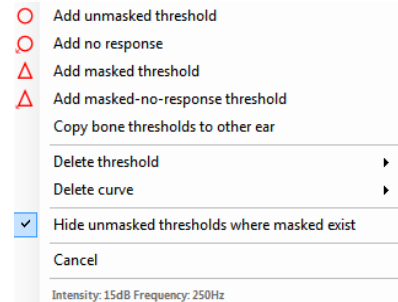 Add unmasked threshold
Add no response
Add masked threshold
Add masked-no-response threshold
Copy bone thresholds to other ear
Delete threshold
Delete curve
Hide unmasked thresholds where masked exist
Cancel
Intensity: 15dB Frequency: 250Hz